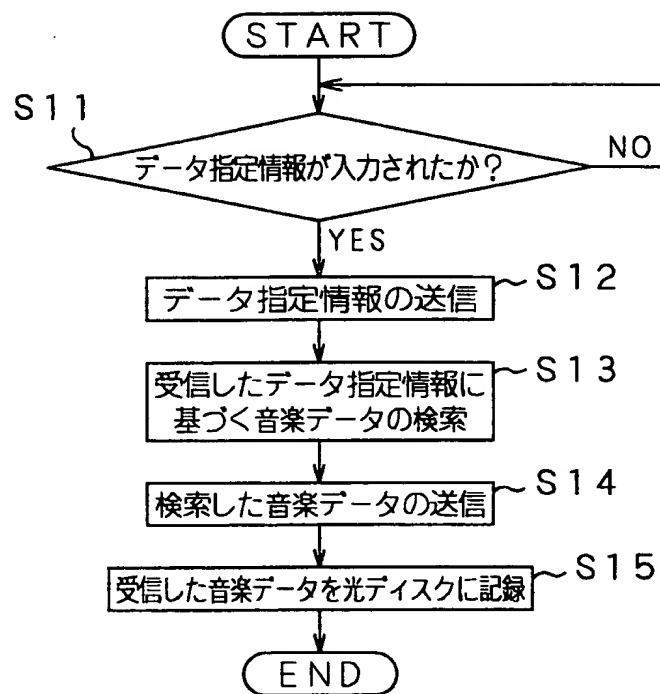 START
S11
データ指定情報が入力されたか?
NO
YES
データ指定情報の送信
S12
受信したデータ指定情報に
基づく音楽データの検索
S13
検索した音楽データの送信
S14
受信した音楽データを光ディスクに記録
S15
END